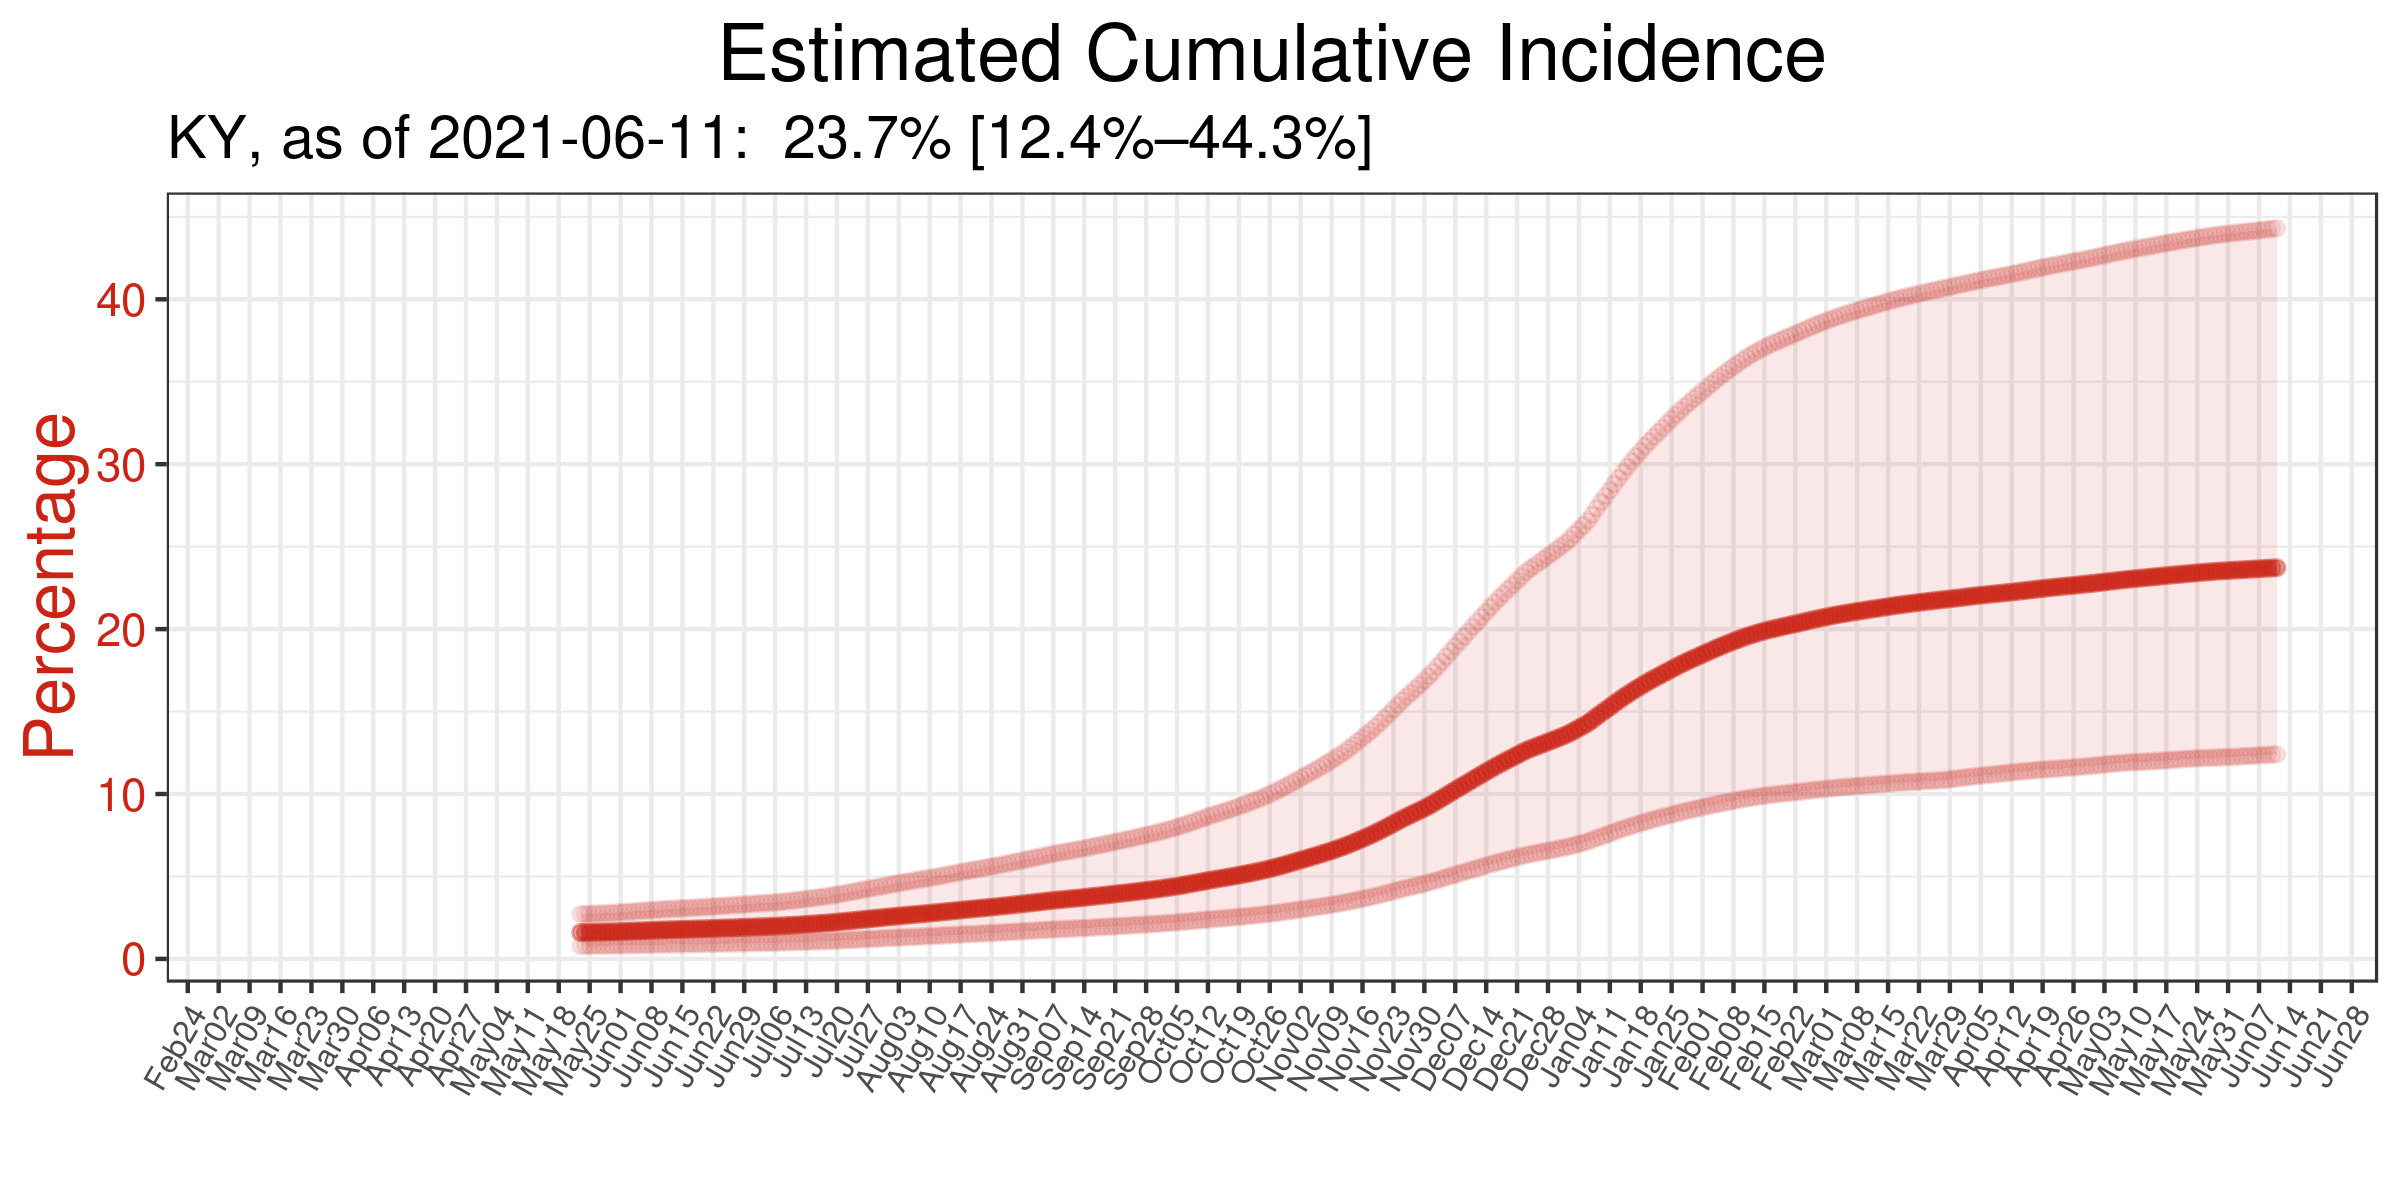 Estimated Cumulative Incidence
KY, as of 2021-06-11:  23.7% [12.4%–44.3%]
Percentage
40
30
20
10
0
Feb24
Mar02
Mar09
Mar16
Mar23
Mar30
Apr06
Apr13
Apr20
Apr27
May04
May11
May18
May25
Jun01
Jun08
Jun15
Jun22
Jun29
Jul06
Jul13
Jul20
Jul27
Aug03
Aug10
Aug17
Aug24
Aug31
Sep07
Sep14
Sep21
Sep28
Oct05
Oct12
Oct19
Oct26
Nov02
Nov09
Nov16
Nov23
Nov30
Dec07
Dec14
Dec21
Dec28
Jan04
Jan11
Jan18
Jan25
Feb01
Feb08
Feb15
Feb22
Mar01
Mar08
Mar15
Mar22
Mar29
Apr05
Apr12
Apr19
Apr26
May03
May10
May17
May24
May31
Jun07
Jun14
Jun21
Jun28